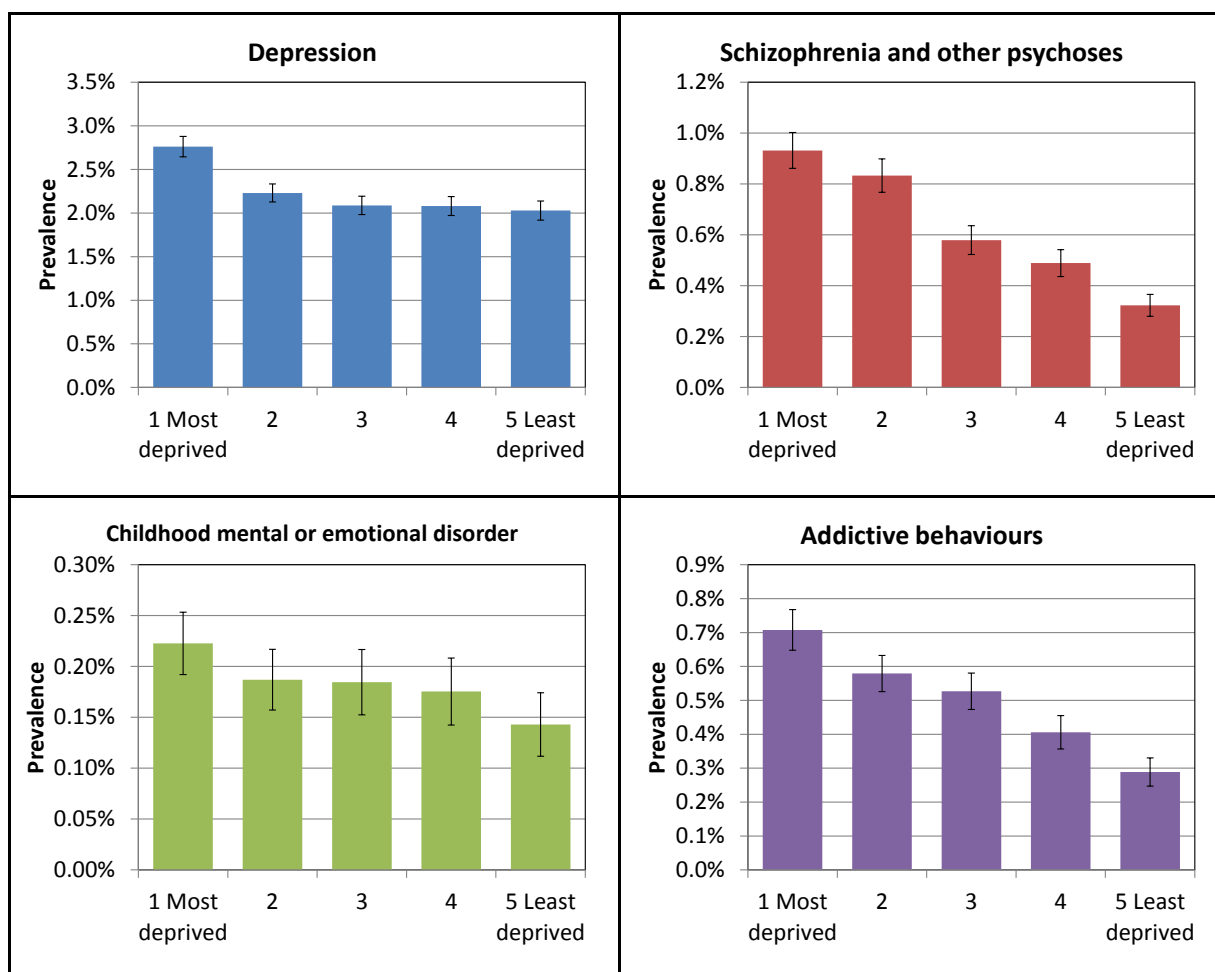 Depression
3.5%
3.0%
2.5%
2.0%
1.5%
1.0%
0.5%
0.0%
Prevalence
1 Most deprived
2
3
4
5 Least deprived
Schizophrenia and other psychoses
1.2%
1.0%
0.8%
0.6%
0.4%
0.2%
0.0%
Prevalence
1 Most deprived
2
3
4
5 Least deprived
Childhood mental or emotional disorder
0.30%
0.25%
0.20%
0.15%
0.10%
0.05%
0.00%
Prevalence
1 Most deprived
2
3
4
5 Least deprived
Addictive behaviours
0.9%
0.8%
0.7%
0.6%
0.5%
0.4%
0.3%
0.2%
0.1%
0.0%
Prevalence
1 Most deprived
2
3
4
5 Least deprived